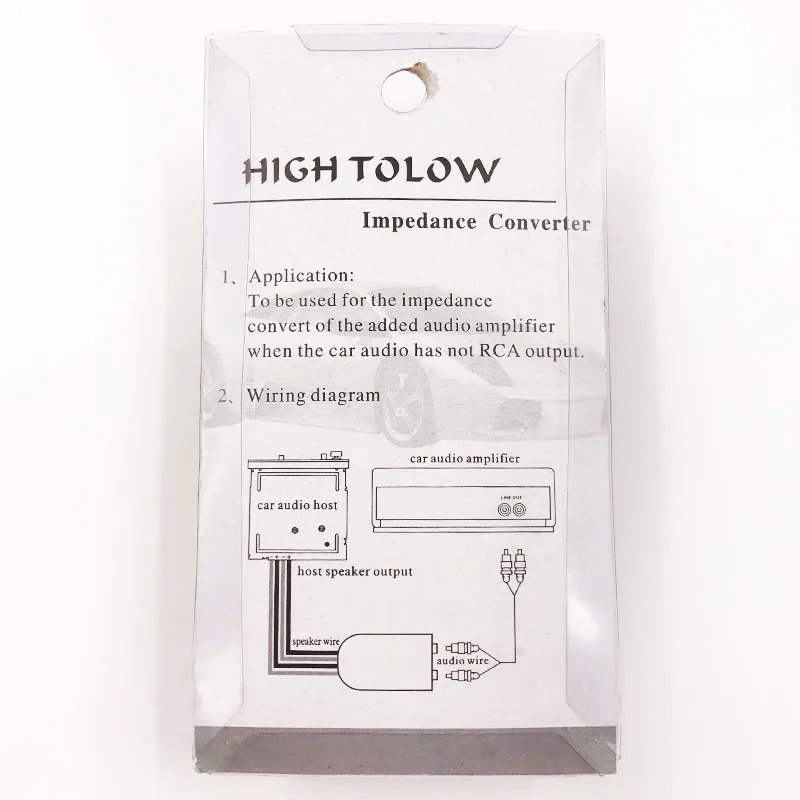 HIGH TOLOW
Impedance Converter
1、Application:
To be used for the impedance
convert of the added audio amplifier
when the car audio has not RCA output.
2、Wiring diagram
car audio amplifier
LINE OUT
car audio host
host speaker output
speaker wire
audio wire